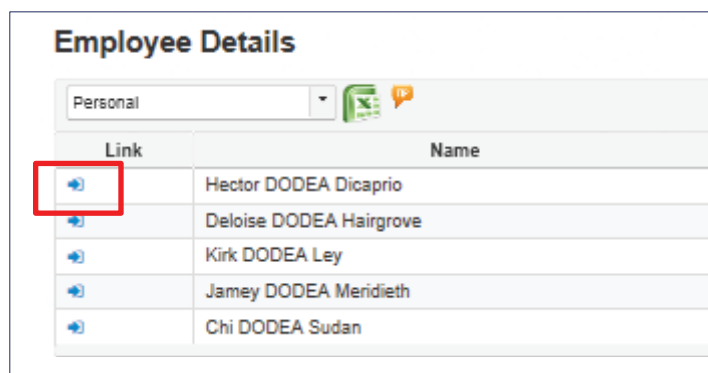 Employee Details
Personal
Link Name
Hector DODEA Dicaprio
Deloise DODEA Hairgrove
Kirk DODEA Ley
Jamey DODEA Meridieth
Chi DODEA Sudan